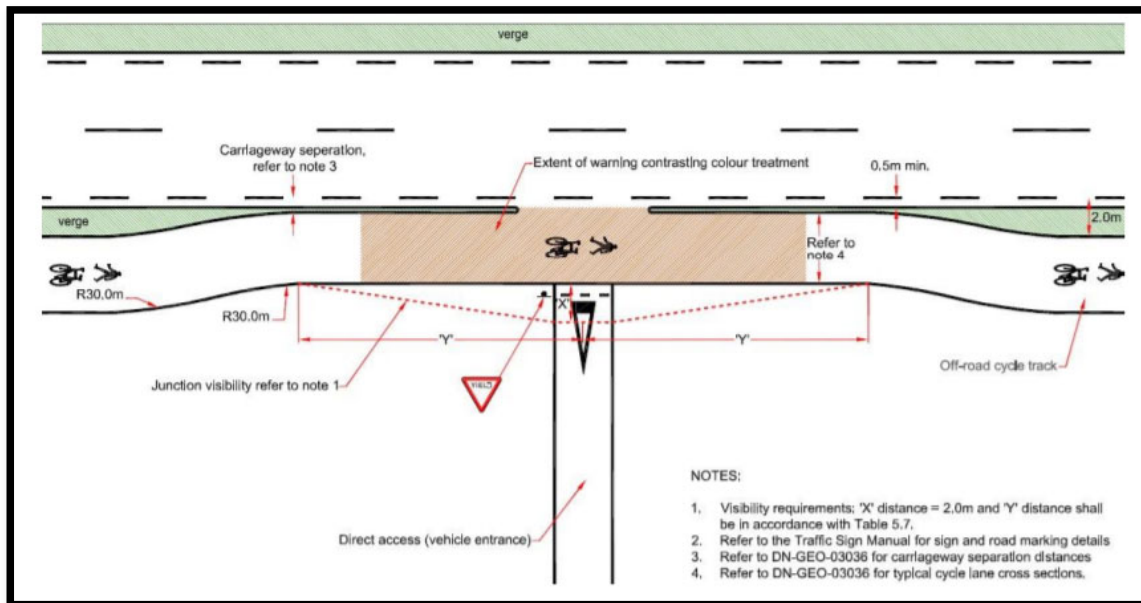 verge
Carriageway seperation,
refer to note 3
Extent of warning contrasting colour treatment
0.5m min.
verge
2.0m
Refer to
note 4
R30.0m
R30.0m
'X'
'Y'
'Y'
Junction visibility refer to note 1
YIELD
Off-road cycle track
Direct access (vehicle entrance)
NOTES:
1. Visibility requirements: 'X' distance = 2.0m and 'Y' distance shall
be in accordance with Table 5.7.
2. Refer to the Traffic Sign Manual for sign and road marking details
3. Refer to DN-GEO-03036 for carriageway separation distances
4. Refer to DN-GEO-03036 for typical cycle lane cross sections.